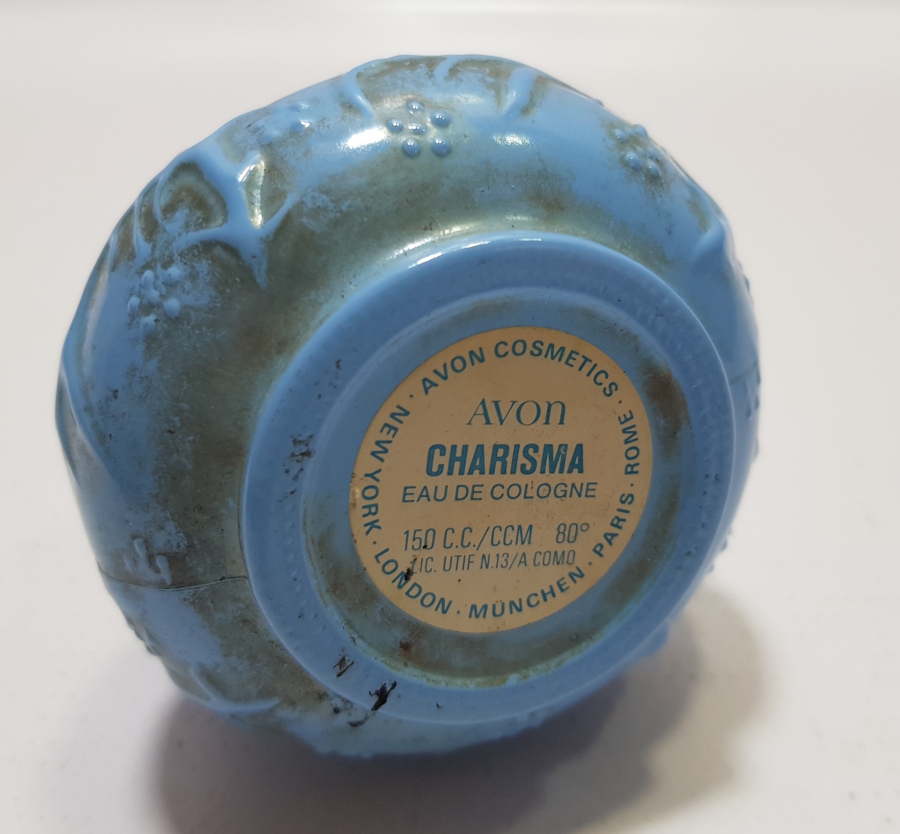 · AVON COSMETICS · ROME · PARIS · MÜNCHEN · LONDON · NEW YORK
Avon
CHARISMA
EAU DE COLOGNE
150 C.C./CCM 80°
LIC. UTIF N.13/A COMO